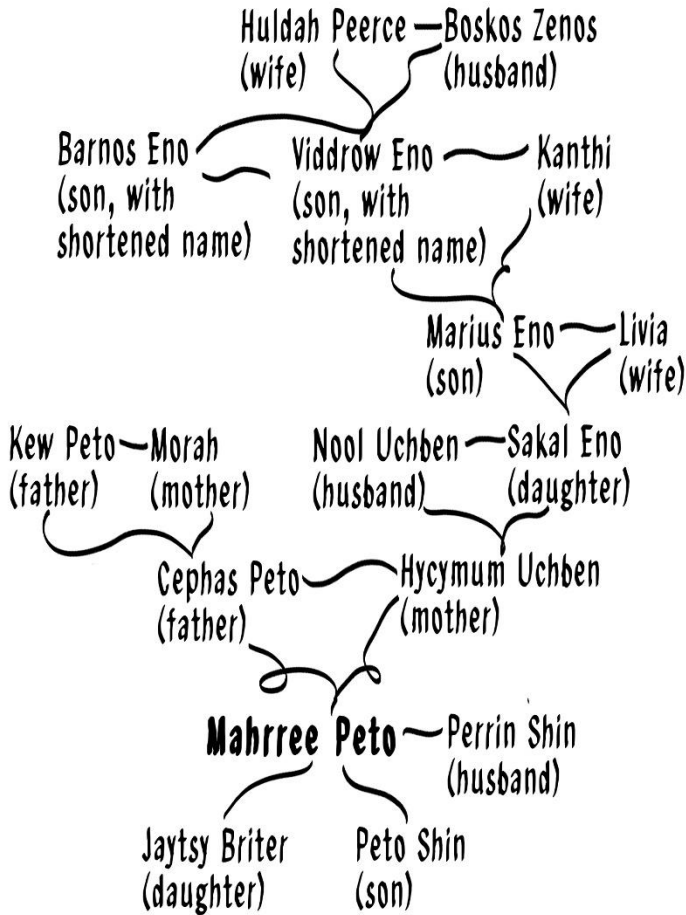 Huldah Peerce
(wife)
Boskos Zenos
(husband)
Barnos Eno
(son, with
shortened name)
Viddrow Eno
(son, with
shortened name)
Kanthi
(wife)
Marius Eno
(son)
Livia
(wife)
Kew Peto
(father)
Morah
(mother)
Nool Uchben
(husband)
Sakal Eno
(daughter)
Cephas Peto
(father)
Hycymum Uchben
(mother)
Mahrree Peto
Perrin Shin
(husband)
Jaytsy Briter
(daughter)
Peto Shin
(son)